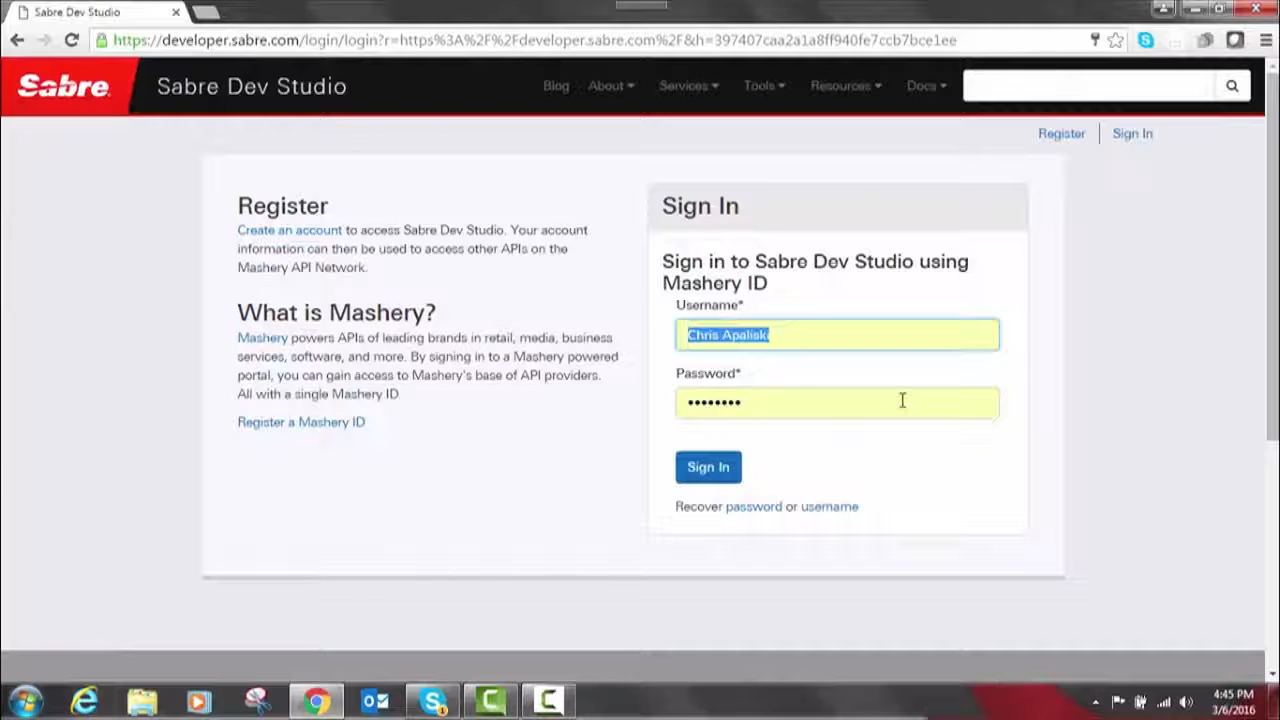 Sabre Dev Studio
https://developer.sabre.com/login/login?r=https%3A%2F%2Fdeveloper.sabre.com%2F&h=397407caa2a1a8ff940fe7ccb7bce1ee
Sabre Sabre Dev Studio Blog About Services Tools Resources Docs
Register Sign In
Register
Create an account to access Sabre Dev Studio. Your account
information can then be used to access other APIs on the
Mashery API Network.
What is Mashery?
Mashery powers APIs of leading brands in retail, media, business
services, software, and more. By signing in to a Mashery powered
portal, you can gain access to Mashery's base of API providers.
All with a single Mashery ID
Register a Mashery ID
Sign In
Sign in to Sabre Dev Studio using
Mashery ID
Username*
Chris Apaliski
Password*
••••••••
Sign In
Recover password or username
4:45 PM
3/6/2016